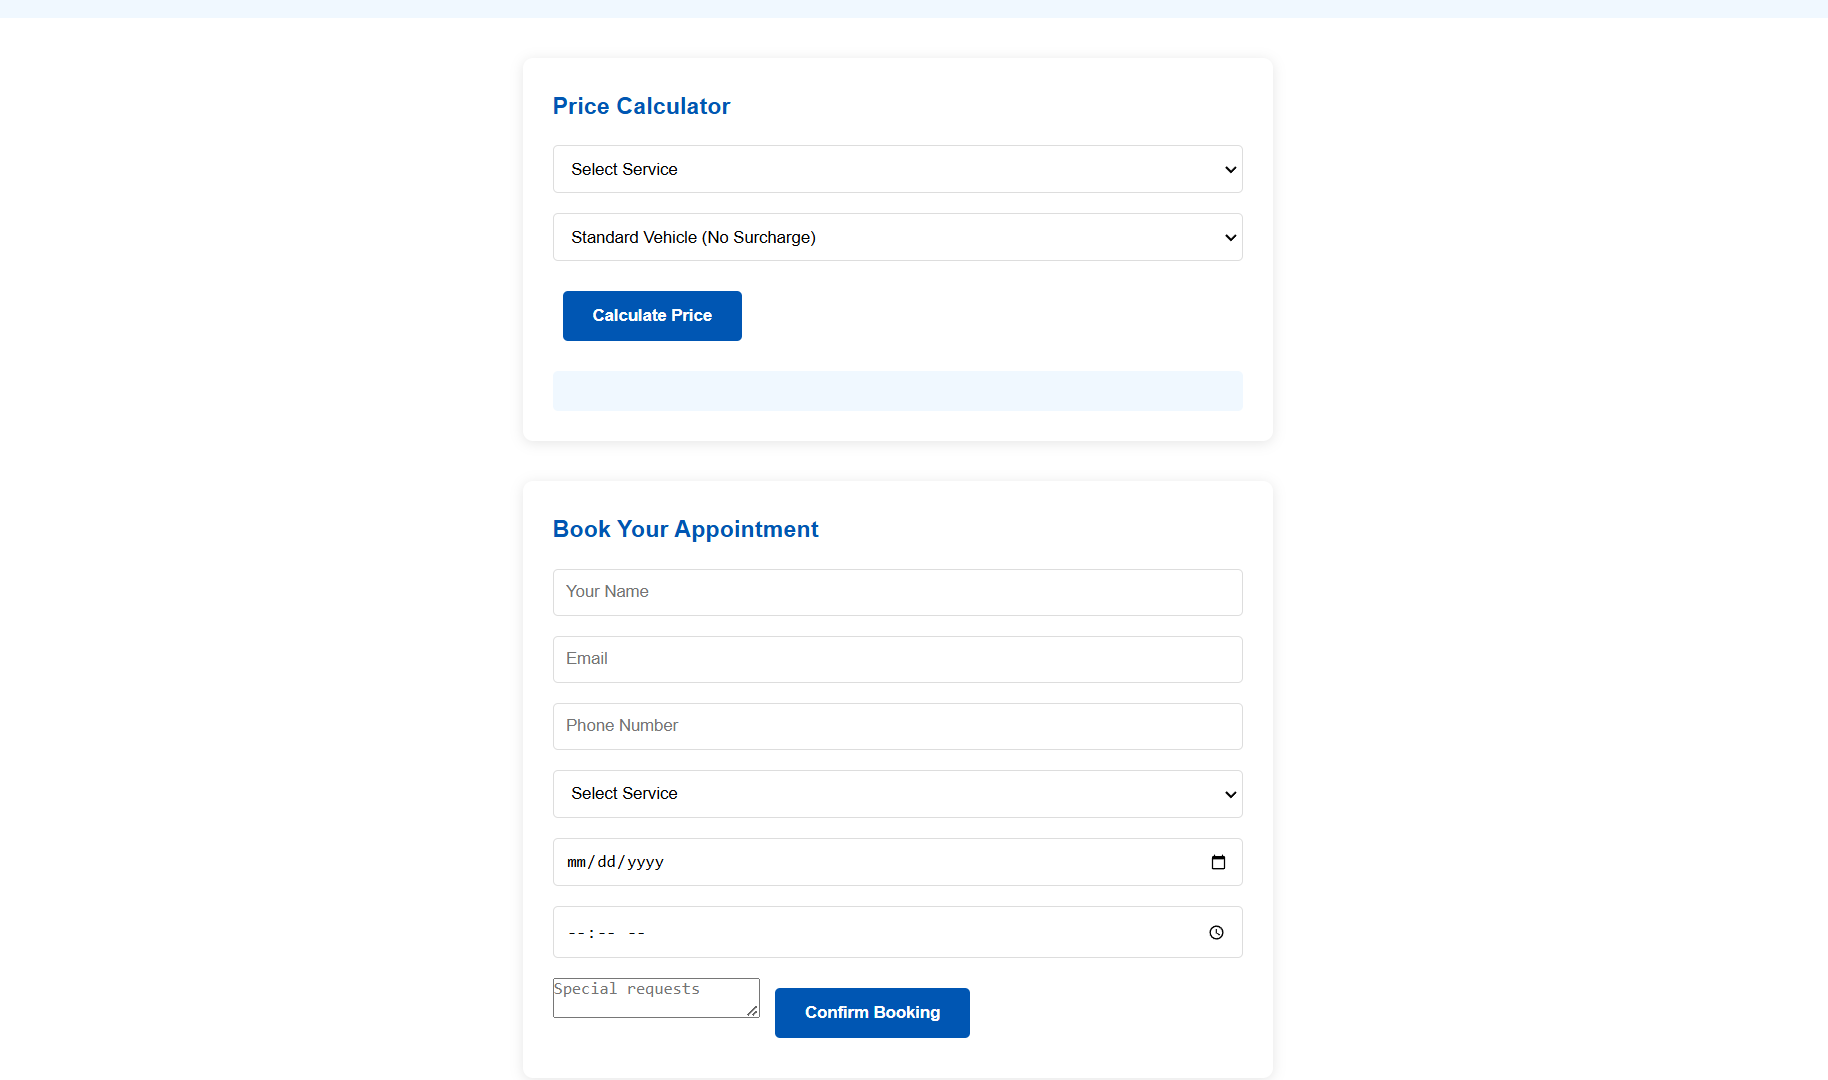 Price Calculator
Select Service
Standard Vehicle (No Surcharge)
Calculate Price
Book Your Appointment
Your Name
Email
Phone Number
Select Service
mm/dd/yyyy
--:-- --
Special requests
Confirm Booking